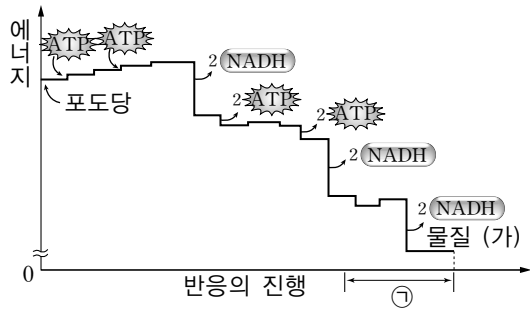 에너지
ATP
ATP
2 NADH
포도당
2 ATP
2 ATP
2 NADH
2 NADH
물질 (가)
0
반응의 진행
㉠